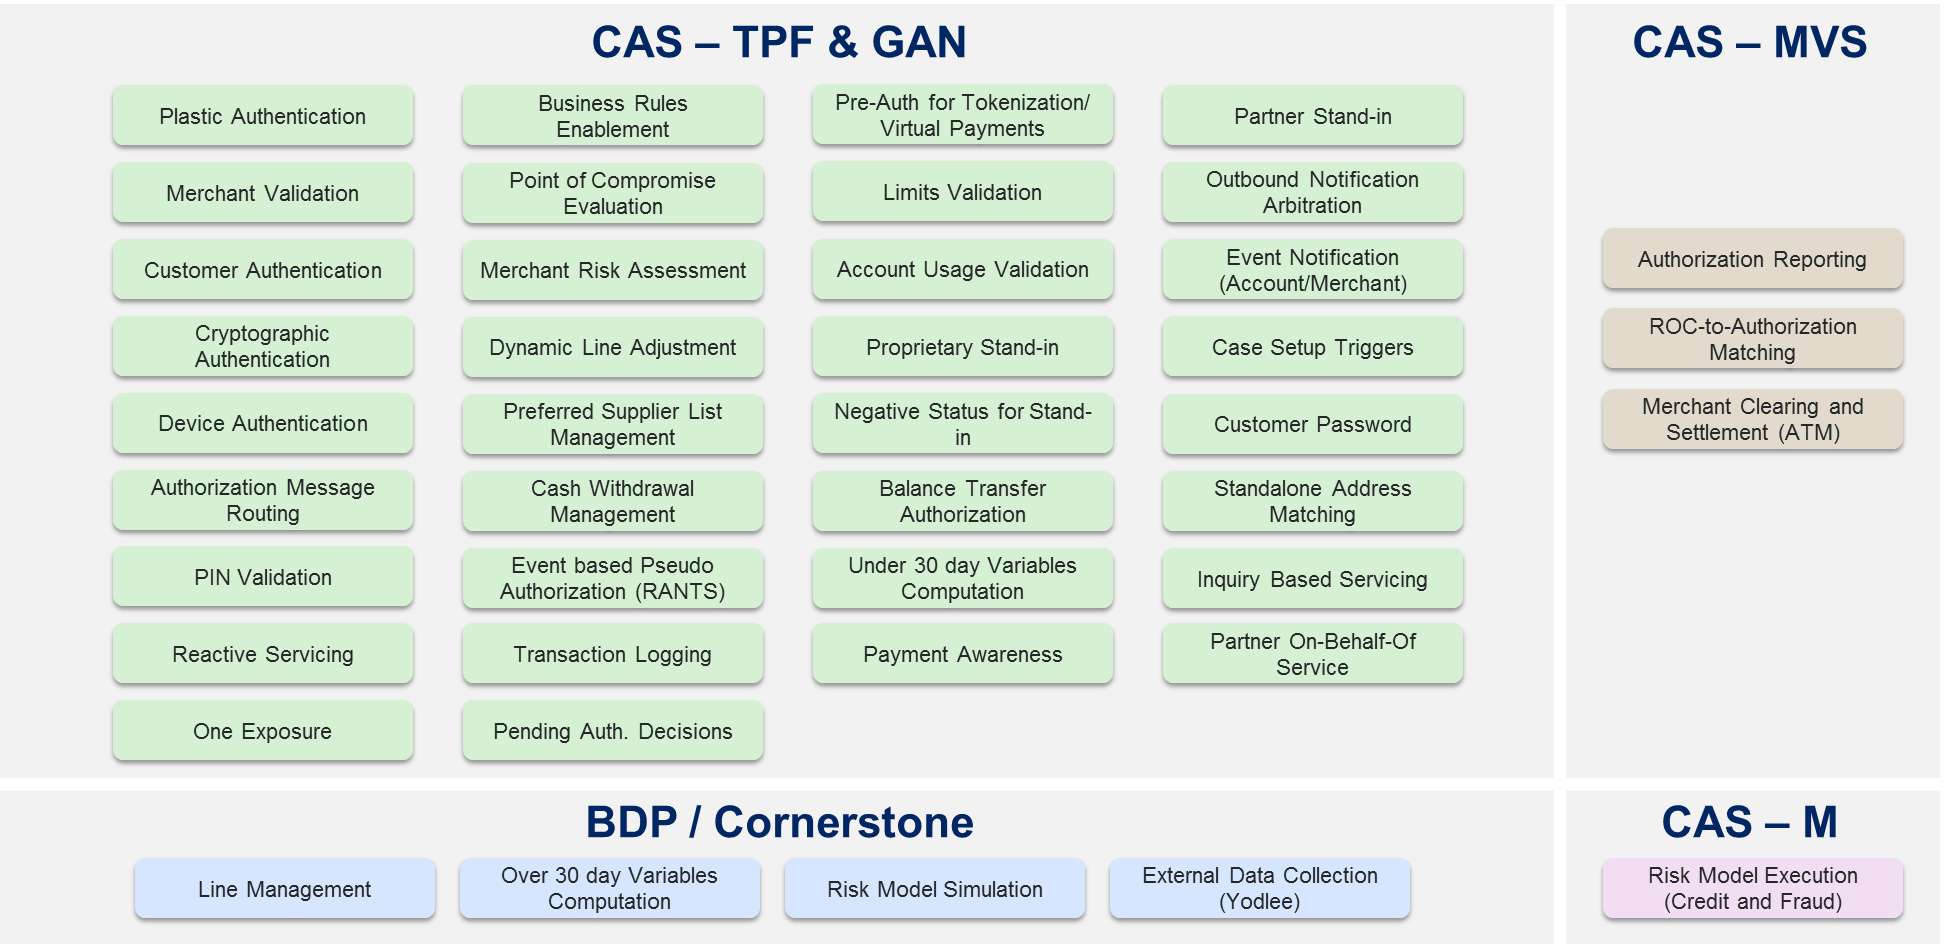 CAS – TPF & GAN
Plastic Authentication
Merchant Validation
Customer Authentication
Cryptographic
Authentication
Device Authentication
Authorization Message
Routing
PIN Validation
Reactive Servicing
One Exposure
Business Rules
Enablement
Point of Compromise
Evaluation
Merchant Risk Assessment
Dynamic Line Adjustment
Preferred Supplier List
Management
Cash Withdrawal
Management
Event based Pseudo
Authorization (RANTS)
Transaction Logging
Pending Auth. Decisions
Pre-Auth for Tokenization/
Virtual Payments
Limits Validation
Account Usage Validation
Proprietary Stand-in
Negative Status for Stand-
in
Balance Transfer
Authorization
Under 30 day Variables
Computation
Payment Awareness
Partner Stand-in
Outbound Notification
Arbitration
Event Notification
(Account/Merchant)
Case Setup Triggers
Customer Password
Standalone Address
Matching
Inquiry Based Servicing
Partner On-Behalf-Of
Service
CAS – MVS
Authorization Reporting
ROC-to-Authorization
Matching
Merchant Clearing and
Settlement (ATM)
BDP / Cornerstone
Line Management
Over 30 day Variables
Computation
Risk Model Simulation
External Data Collection
(Yodlee)
CAS – M
Risk Model Execution
(Credit and Fraud)